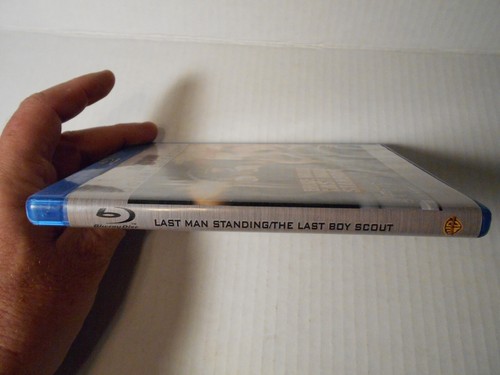 Blu-ray Disc
LAST MAN STANDING/THE LAST BOY SCOUT